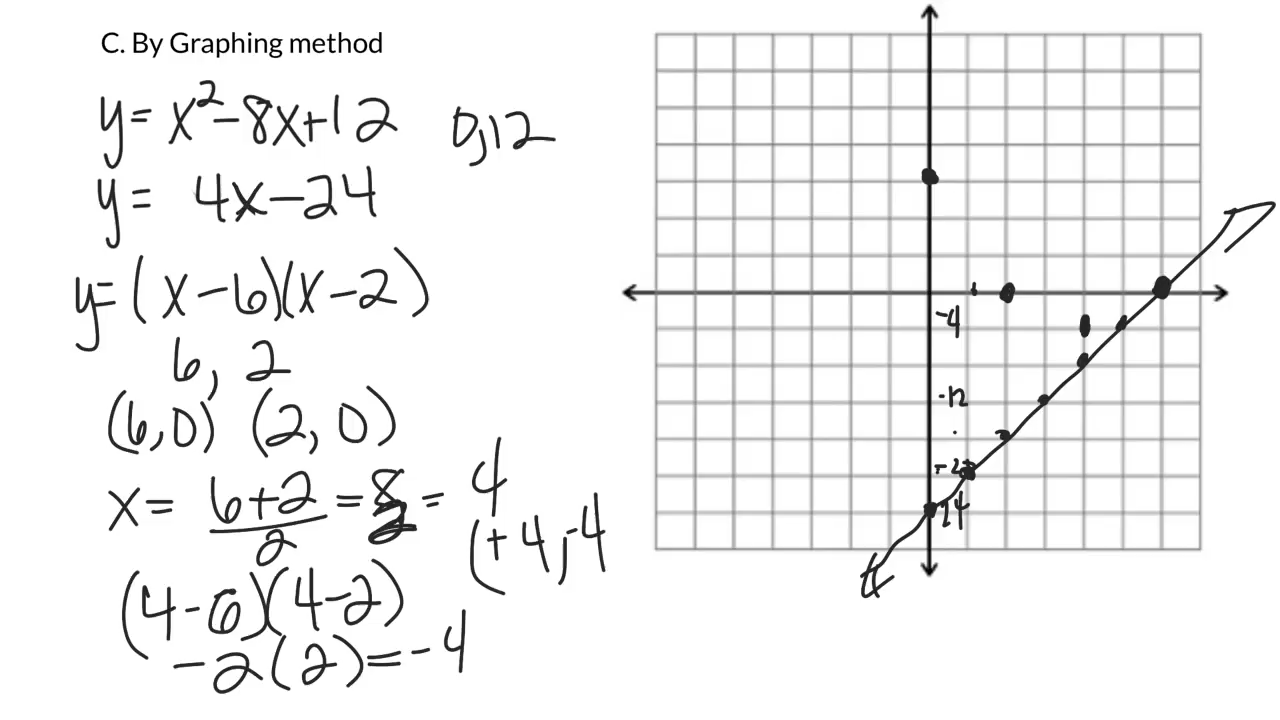 C. By Graphing method
y = x² - 8x + 12 0,12
y = 4x - 24
y = (x - 6)(x - 2)
6, 2
(6,0) (2, 0)
x = 6+2/2 = 8/2 = 4
(+4,-4
(4-6)(4-2)
-2(2) = -4
-4
-12
24